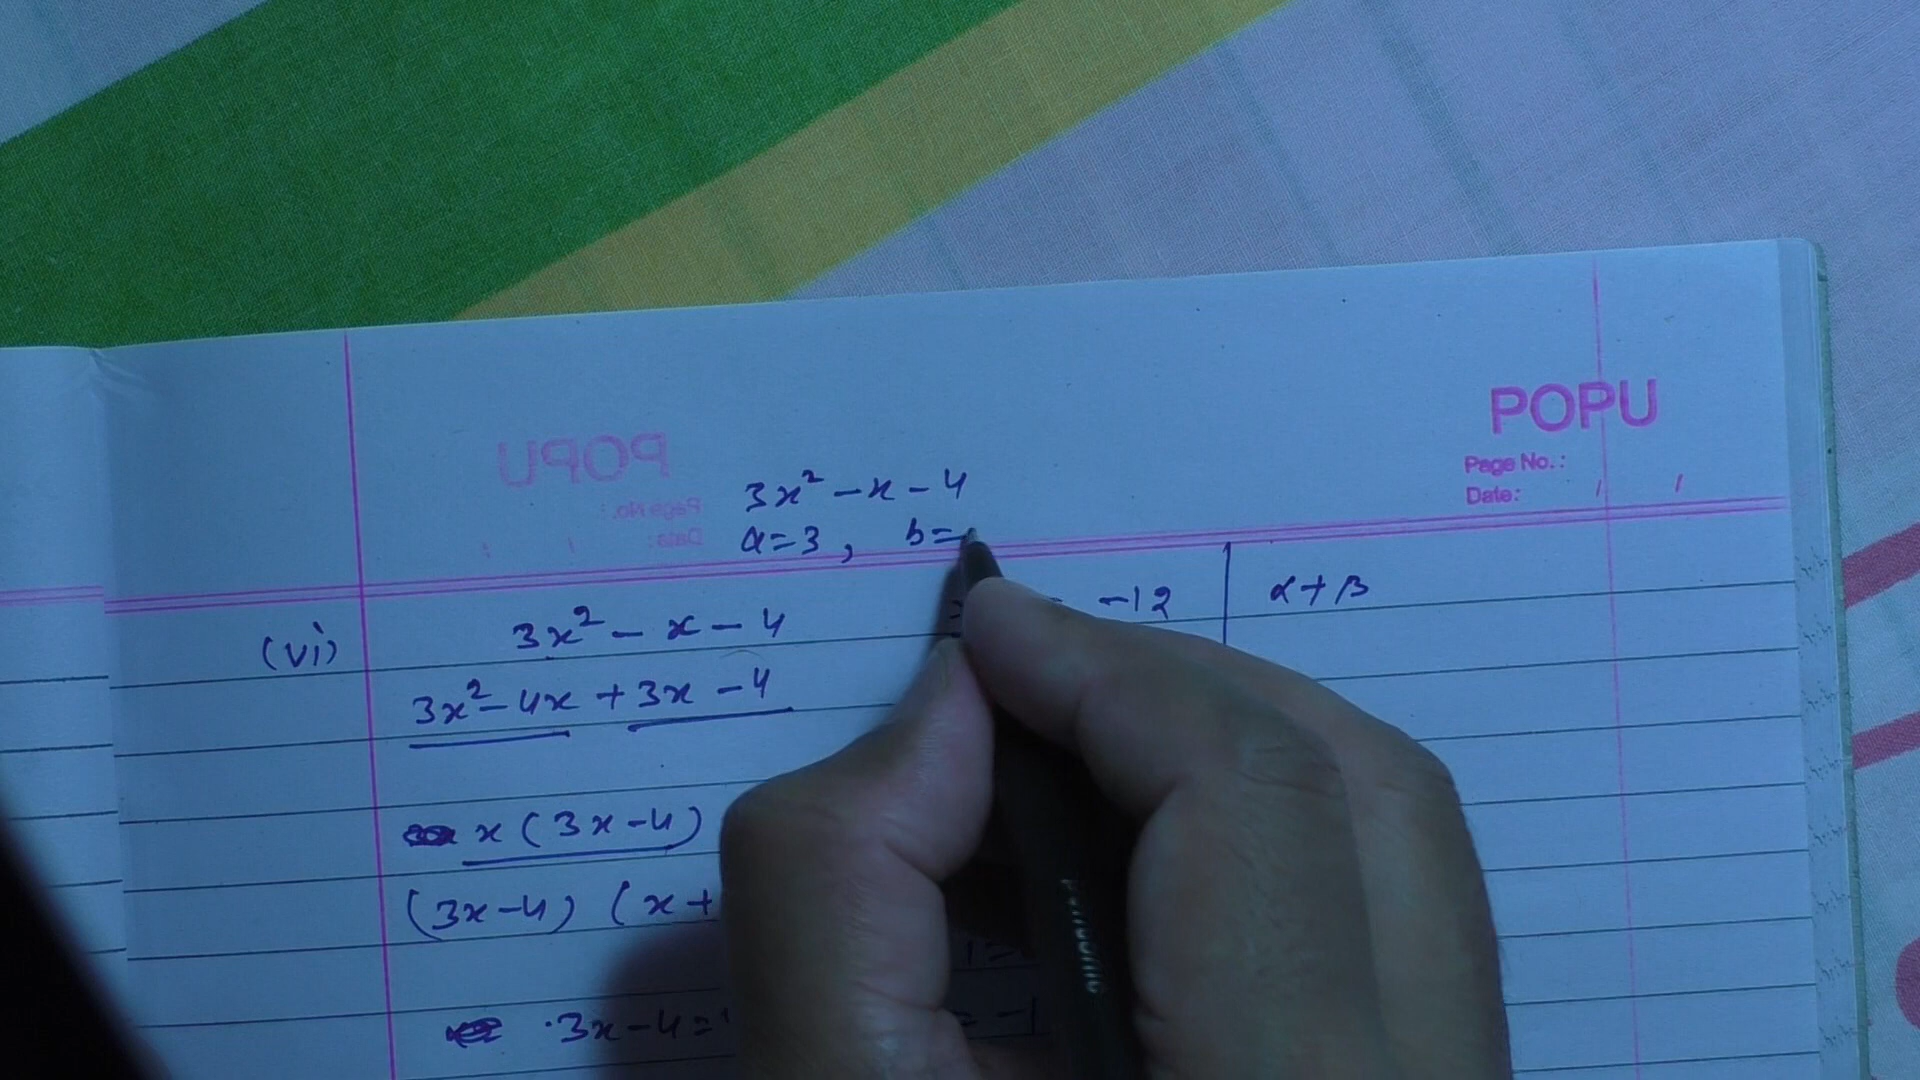 POPU
Page No.:
Date: / /
3x² - x - 4
a=3, b=
(vi) 3x² - x - 4
-12
α+β
3x² - 4x + 3x - 4
x(3x-4)
(3x-4) (x+
3x-4=
= -1